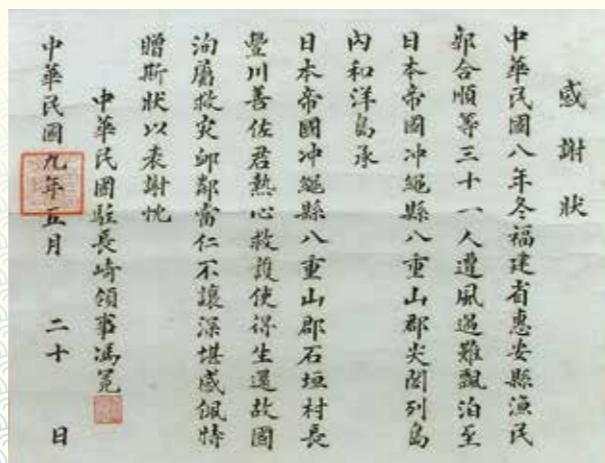 感謝狀
中華民國八年冬福建省惠安縣漁民
郭合順等三十一人遭風遇難飄泊至
日本帝國沖繩縣八重山郡尖閣列島
內和洋島承
日本帝國沖繩縣八重山郡石垣村長
豐川善佐君熱心救護使得生還故國
洵屬救災卹鄰當仁不讓深堪感佩特
贈斯狀以表謝忱
中華民國駐長崎領事馮冕
中華民國九年五月二十日